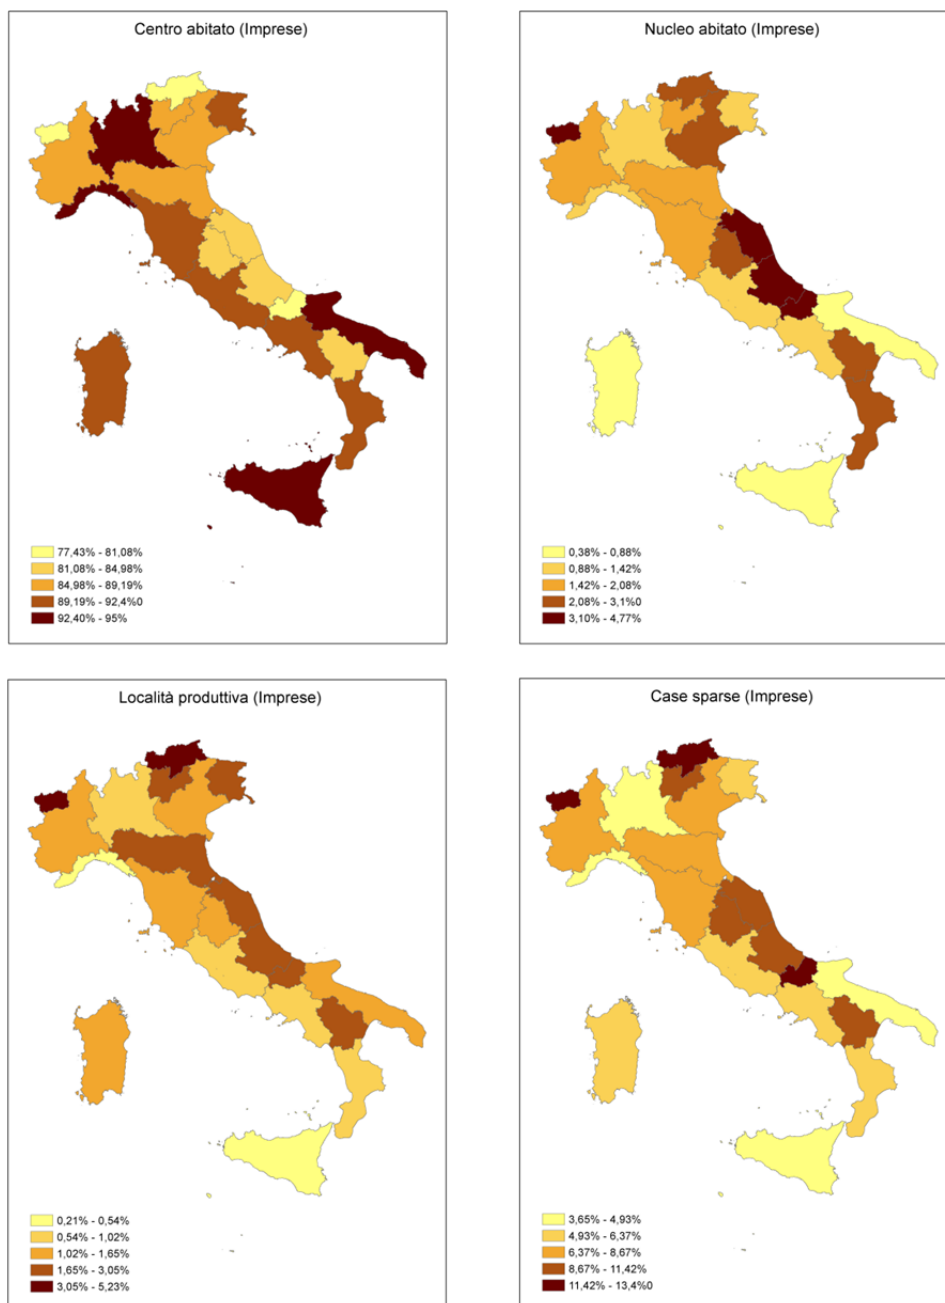 Centro abitato (Imprese)
77,43% - 81,08%
81,08% - 84,98%
84,98% - 89,19%
89,19% - 92,4%0
92,40% - 95%
Nucleo abitato (Imprese)
0,38% - 0,88%
0,88% - 1,42%
1,42% - 2,08%
2,08% - 3,1%0
3,10% - 4,77%
Località produttiva (Imprese)
0,21% - 0,54%
0,54% - 1,02%
1,02% - 1,65%
1,65% - 3,05%
3,05% - 5,23%
Case sparse (Imprese)
3,65% - 4,93%
4,93% - 6,37%
6,37% - 8,67%
8,67% - 11,42%
11,42% - 13,4%0